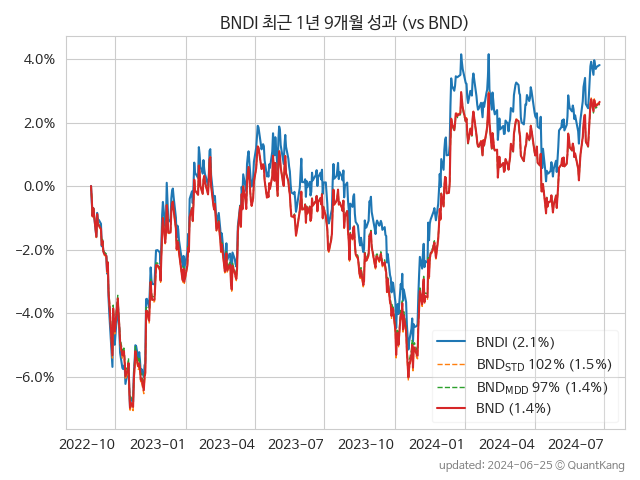 BNDI 최근 1년 9개월 성과 (vs BND)
4.0%
2.0%
0.0%
−2.0%
−4.0%
−6.0%
BNDI (2.1%)
BND_STD 102% (1.5%)
BND_MDD 97% (1.4%)
BND (1.4%)
2022-10 2023-01 2023-04 2023-07 2023-10 2024-01 2024-04 2024-07
updated: 2024-06-25 © QuantKang